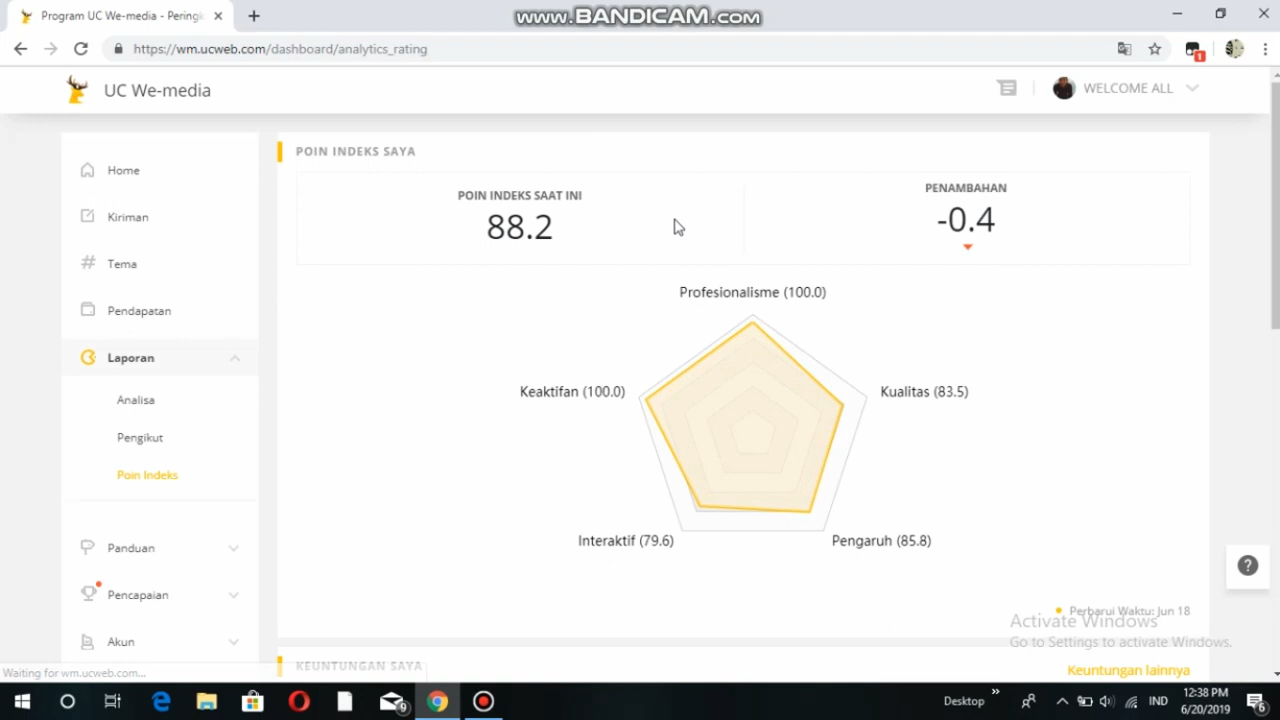 www.BANDICAM.com
Program UC We-media - Peringk
https://wm.ucweb.com/dashboard/analytics_rating
1
UC We-media
WELCOME ALL
Home
Kiriman
Tema
Pendapatan
Laporan
Analisa
Pengikut
Poin Indeks
Panduan
Pencapaian
Akun
POIN INDEKS SAYA
POIN INDEKS SAAT INI
88.2
PENAMBAHAN
-0.4
Profesionalisme (100.0)
Keaktifan (100.0)
Kualitas (83.5)
Interaktif (79.6)
Pengaruh (85.8)
Perbarui Waktu: Jun 18
Activate Windows
Go to Settings to activate Windows.
KEUNTUNGAN SAYA
Keuntungan lainnya
Waiting for wm.ucweb.com...
9
Desktop
IND
12:38 PM
6/20/2019
6